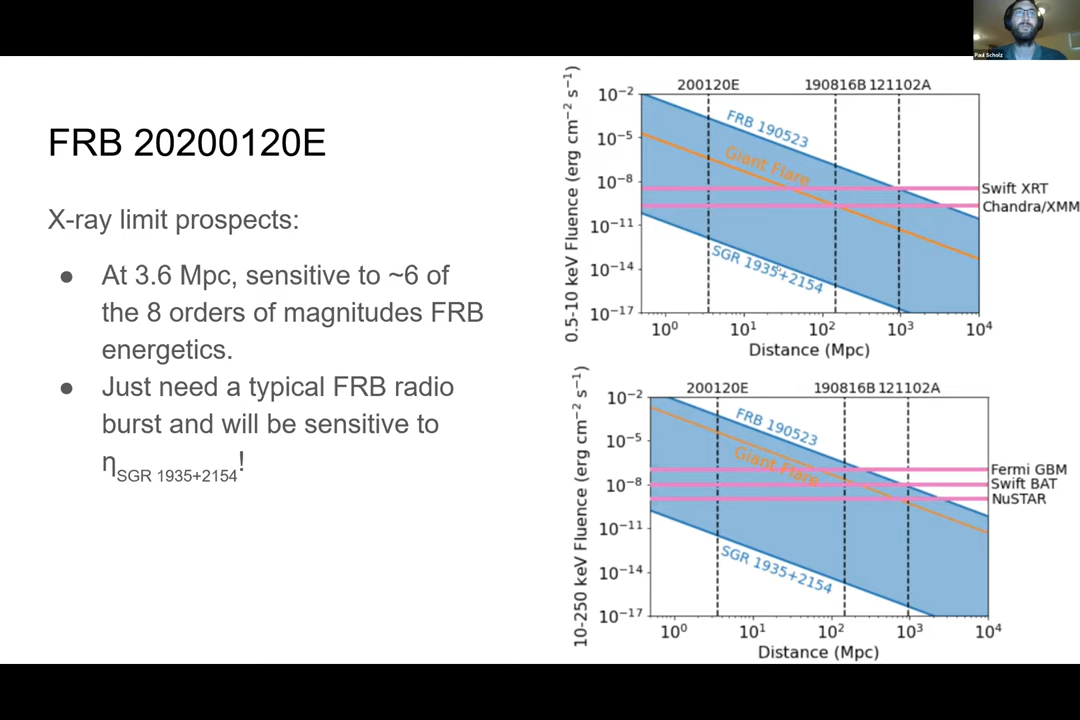 Paul Scholz
FRB 20200120E
X-ray limit prospects:
● At 3.6 Mpc, sensitive to ~6 of
the 8 orders of magnitudes FRB
energetics.
● Just need a typical FRB radio
burst and will be sensitive to
η_SGR 1935+2154!
200120E 190816B 121102A
0.5-10 keV Fluence (erg cm⁻² s⁻¹)
10⁻²
10⁻⁵
10⁻⁸
10⁻¹¹
10⁻¹⁴
10⁻¹⁷
FRB 190523
Giant Flare
SGR 1935+2154
Swift XRT
Chandra/XMM
10⁰ 10¹ 10² 10³ 10⁴
Distance (Mpc)
200120E 190816B 121102A
10-250 keV Fluence (erg cm⁻² s⁻¹)
10⁻²
10⁻⁵
10⁻⁸
10⁻¹¹
10⁻¹⁴
10⁻¹⁷
FRB 190523
Giant Flare
SGR 1935+2154
Fermi GBM
Swift BAT
NuSTAR
10⁰ 10¹ 10² 10³ 10⁴
Distance (Mpc)